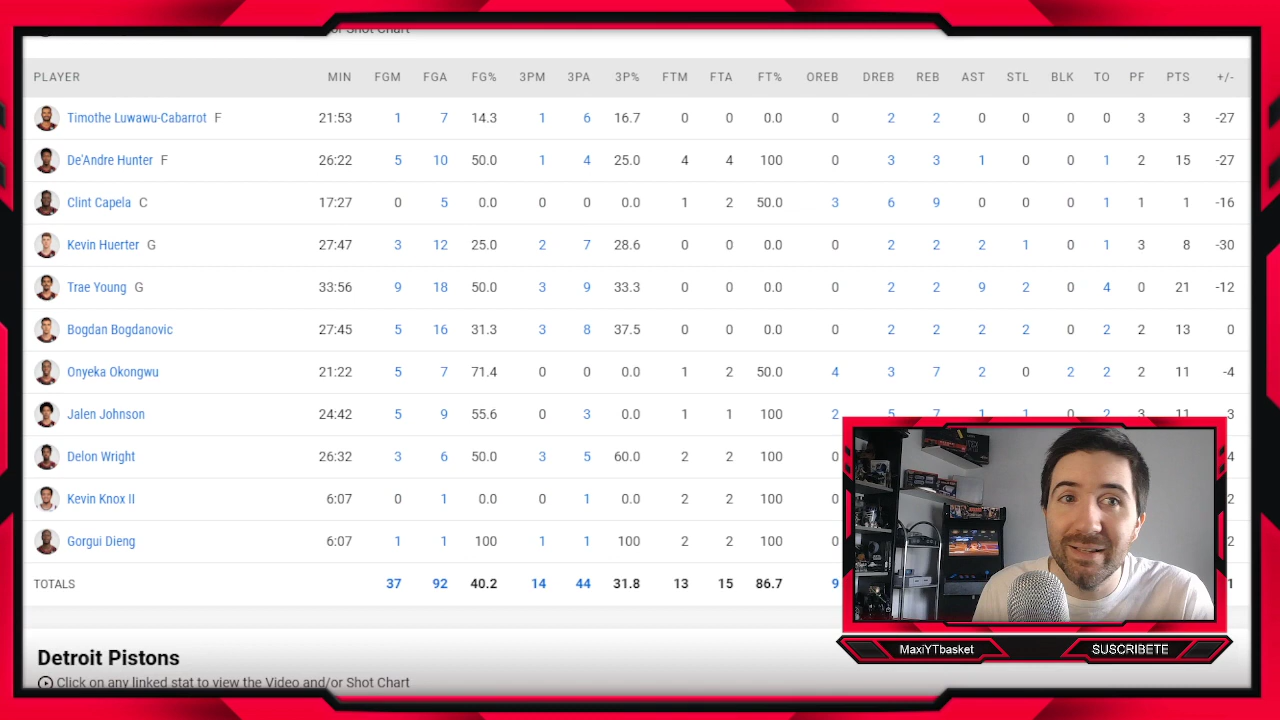 or Shot Chart
PLAYER MIN FGM FGA FG% 3PM 3PA 3P% FTM FTA FT% OREB DREB REB AST STL BLK TO PF PTS +/-
Timothe Luwawu-Cabarrot F 21:53 1 7 14.3 1 6 16.7 0 0 0.0 0 2 2 0 0 0 0 3 3 -27
De'Andre Hunter F 26:22 5 10 50.0 1 4 25.0 4 4 100 0 3 3 1 0 0 1 2 15 -27
Clint Capela C 17:27 0 5 0.0 0 0 0.0 1 2 50.0 3 6 9 0 0 0 1 1 1 -16
Kevin Huerter G 27:47 3 12 25.0 2 7 28.6 0 0 0.0 0 2 2 2 1 0 1 3 8 -30
Trae Young G 33:56 9 18 50.0 3 9 33.3 0 0 0.0 0 2 2 9 2 0 4 0 21 -12
Bogdan Bogdanovic 27:45 5 16 31.3 3 8 37.5 0 0 0.0 0 2 2 2 2 0 2 2 13 0
Onyeka Okongwu 21:22 5 7 71.4 0 0 0.0 1 2 50.0 4 3 7 2 0 2 2 2 11 -4
Jalen Johnson 24:42 5 9 55.6 0 3 0.0 1 1 100 2 5 7 1 1 0 2 3 11 3
Delon Wright 26:32 3 6 50.0 3 5 60.0 2 2 100 0 4
Kevin Knox II 6:07 0 1 0.0 0 1 0.0 2 2 100 0 2
Gorgui Dieng 6:07 1 1 100 1 1 100 2 2 100 0 2
TOTALS 37 92 40.2 14 44 31.8 13 15 86.7 9 1
Detroit Pistons
Click on any linked stat to view the Video and/or Shot Chart
MaxiYTbasket SUSCRIBETE